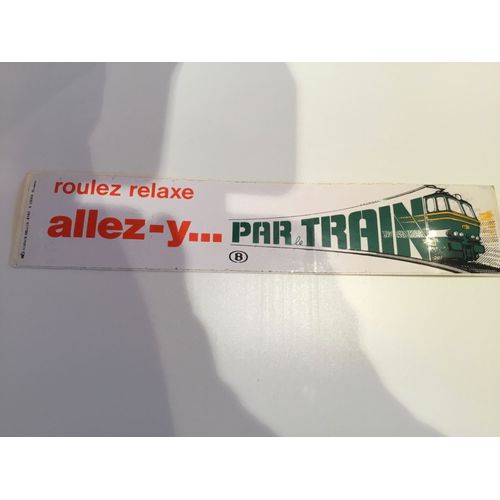 roulez relaxe
allez-y... PAR le TRAIN
B